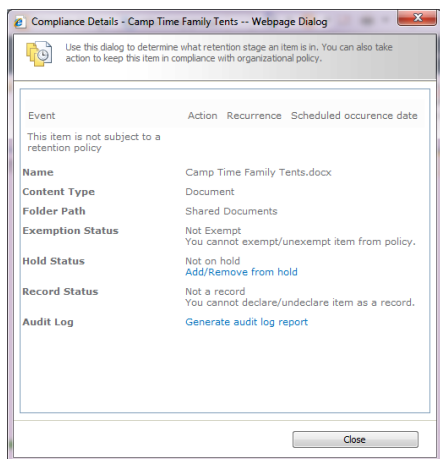 Compliance Details - Camp Time Family Tents -- Webpage Dialog
Use this dialog to determine what retention stage an item is in. You can also take
action to keep this item in compliance with organizational policy.
Event Action Recurrence Scheduled occurence date
This item is not subject to a
retention policy
Name Camp Time Family Tents.docx
Content Type Document
Folder Path Shared Documents
Exemption Status Not Exempt
You cannot exempt/unexempt item from policy.
Hold Status Not on hold
Add/Remove from hold
Record Status Not a record
You cannot declare/undeclare item as a record.
Audit Log Generate audit log report
Close